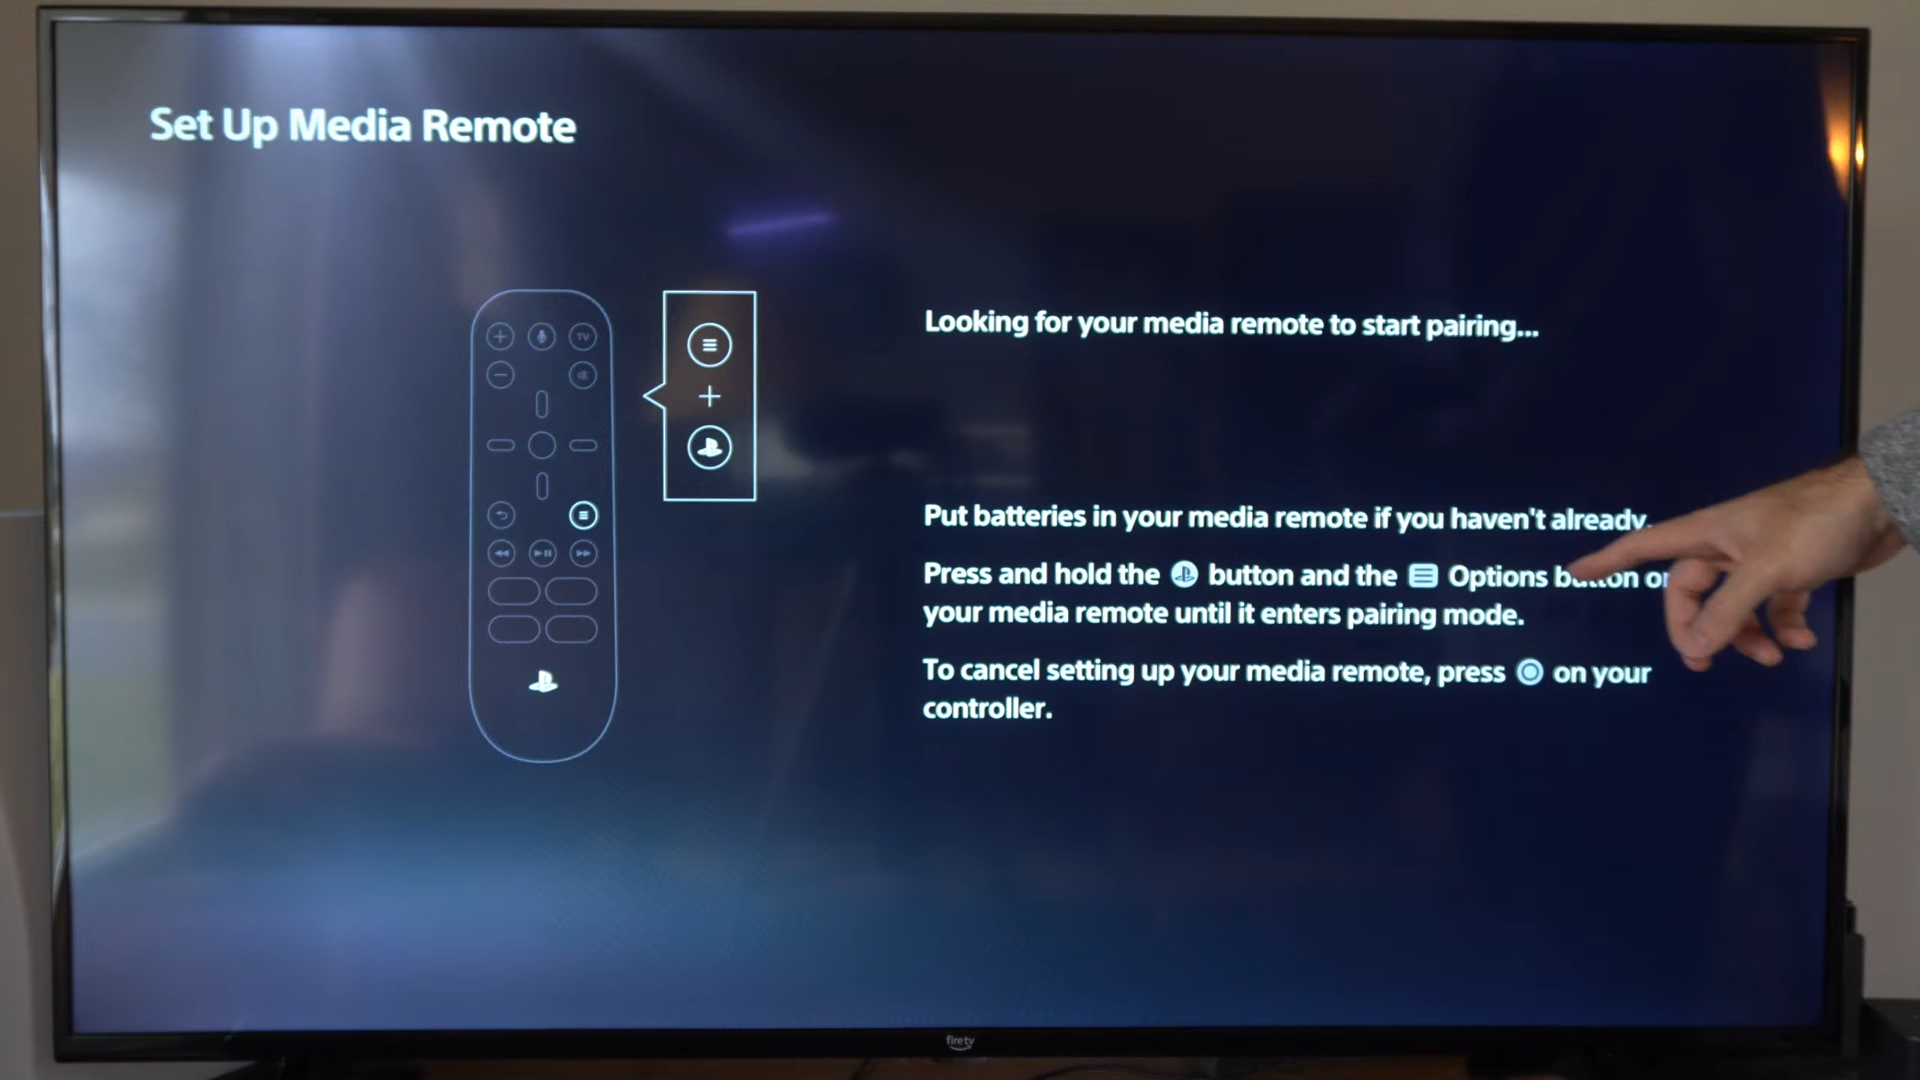 Set Up Media Remote
TV
Looking for your media remote to start pairing...
Put batteries in your media remote if you haven't already.
Press and hold the button and the Options button on
your media remote until it enters pairing mode.
To cancel setting up your media remote, press on your
controller.
firetv